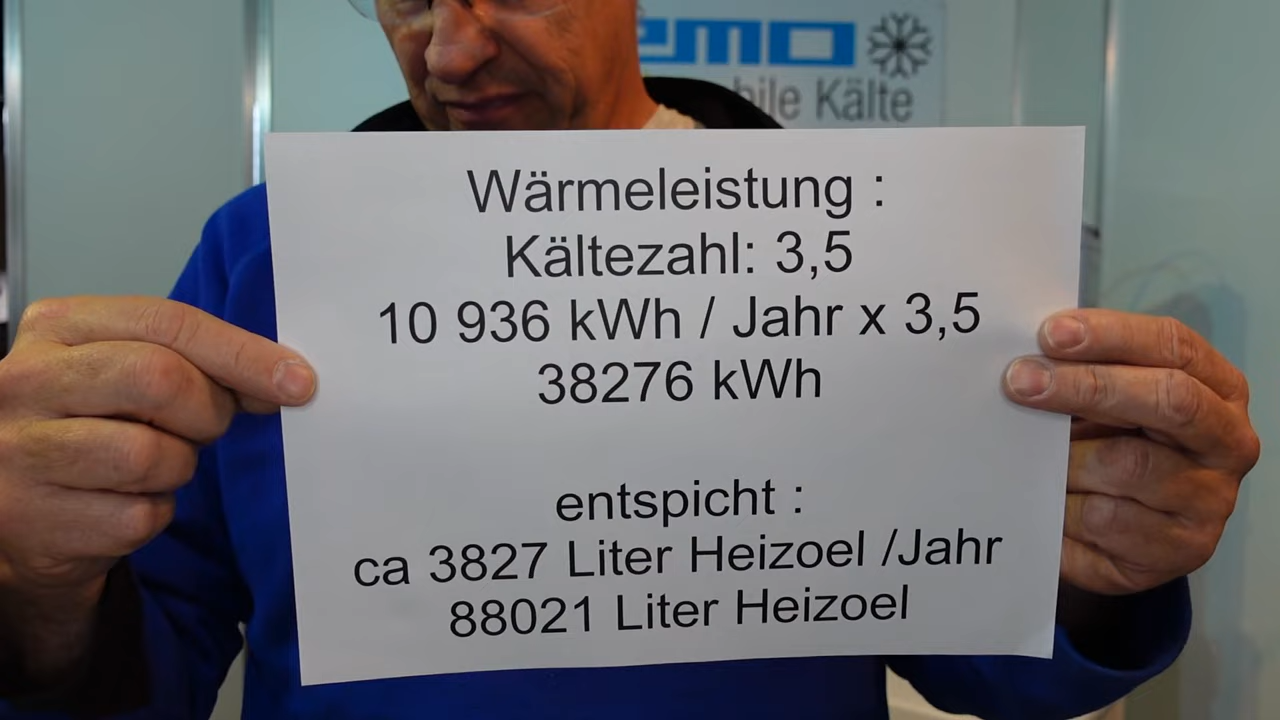 emo
bile Kälte
Wärmeleistung :
Kältezahl: 3,5
10 936 kWh / Jahr x 3,5
38276 kWh
entspicht :
ca 3827 Liter Heizoel /Jahr
88021 Liter Heizoel